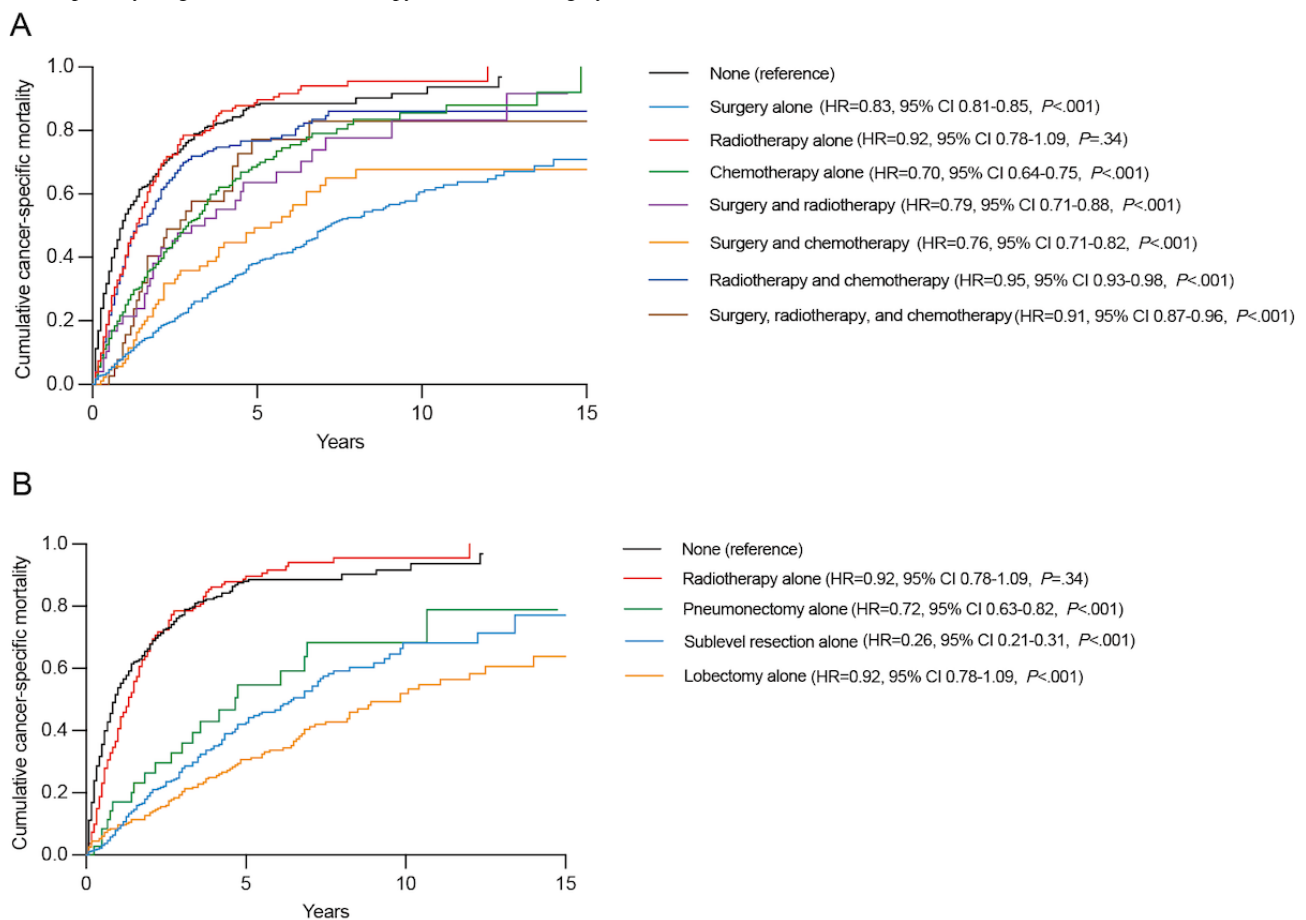 A
Cumulative cancer-specific mortality
1.0
0.8
0.6
0.4
0.2
0.0
0
5
10
15
Years
None (reference)
Surgery alone (HR=0.83, 95% CI 0.81-0.85, P<.001)
Radiotherapy alone (HR=0.92, 95% CI 0.78-1.09, P=.34)
Chemotherapy alone (HR=0.70, 95% CI 0.64-0.75, P<.001)
Surgery and radiotherapy (HR=0.79, 95% CI 0.71-0.88, P<.001)
Surgery and chemotherapy (HR=0.76, 95% CI 0.71-0.82, P<.001)
Radiotherapy and chemotherapy (HR=0.95, 95% CI 0.93-0.98, P<.001)
Surgery, radiotherapy, and chemotherapy (HR=0.91, 95% CI 0.87-0.96, P<.001)
B
Cumulative cancer-specific mortality
1.0
0.8
0.6
0.4
0.2
0.0
0
5
10
15
Years
None (reference)
Radiotherapy alone (HR=0.92, 95% CI 0.78-1.09, P=.34)
Pneumonectomy alone (HR=0.72, 95% CI 0.63-0.82, P<.001)
Sublevel resection alone (HR=0.26, 95% CI 0.21-0.31, P<.001)
Lobectomy alone (HR=0.92, 95% CI 0.78-1.09, P<.001)